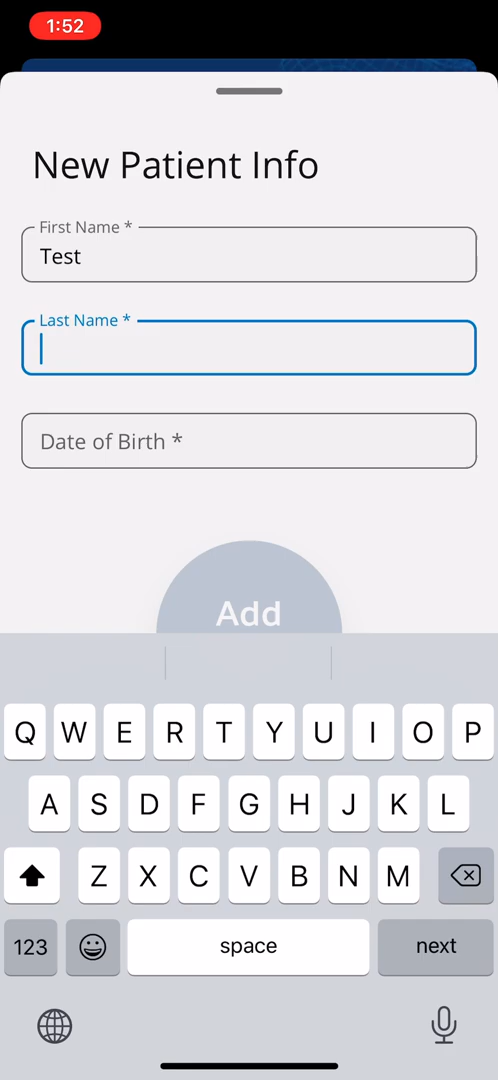 1:52
New Patient Info
First Name *
Test
Last Name *
Date of Birth *
Add
Q W E R T Y U I O P
A S D F G H J K L
Z X C V B N M
123 space next